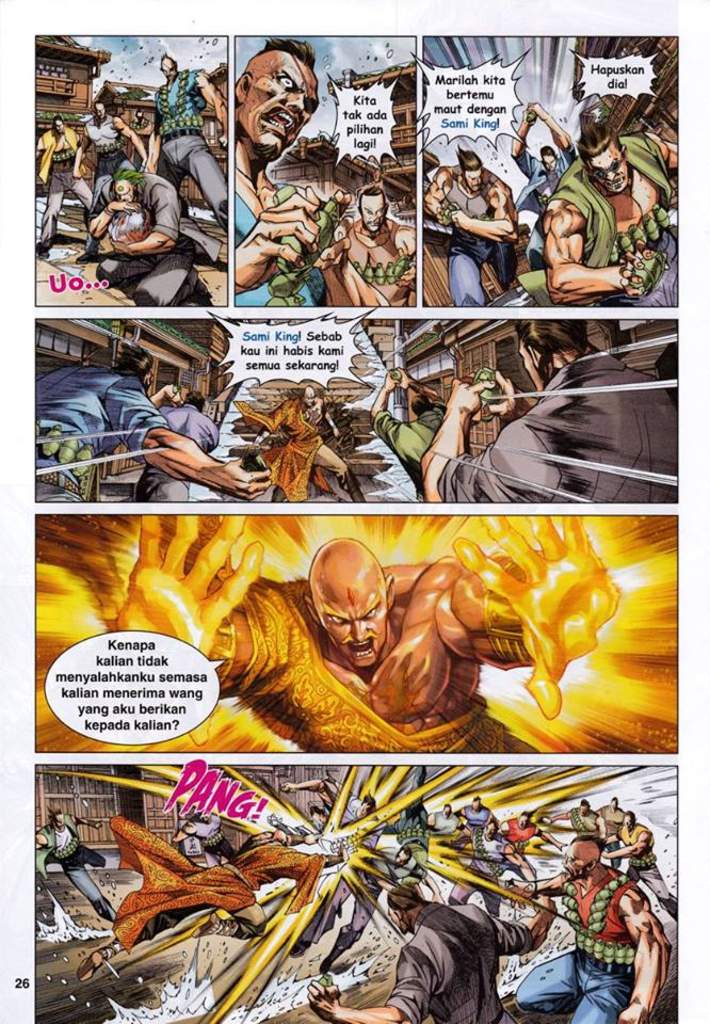 Uo...
Kita
tak ada
pilihan
lagi!
Marilah kita
bertemu
maut dengan
Sami King!
Hapuskan
dia!
Sami King! Sebab
kau ini habis kami
semua sekarang!
Kenapa
kalian tidak
menyalahkanku semasa
kalian menerima wang
yang aku berikan
kepada kalian?
PANG!
26